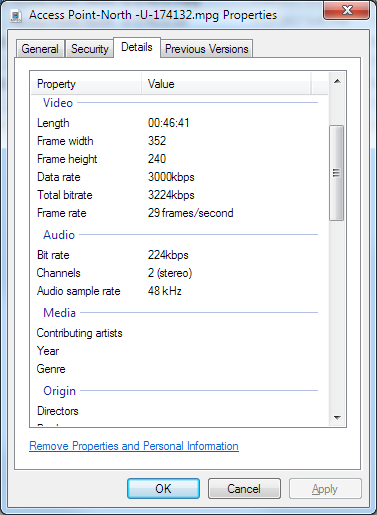 Access Point-North -U-174132.mpg Properties
General Security Details Previous Versions
Property Value
Video
Length 00:46:41
Frame width 352
Frame height 240
Data rate 3000kbps
Total bitrate 3224kbps
Frame rate 29 frames/second
Audio
Bit rate 224kbps
Channels 2 (stereo)
Audio sample rate 48 kHz
Media
Contributing artists
Year
Genre
Origin
Directors
Remove Properties and Personal Information
OK Cancel Apply